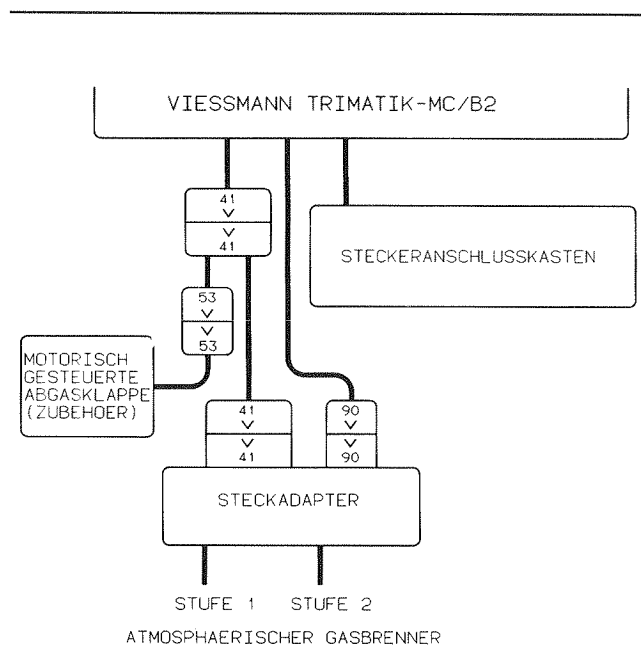 VIESSMANN TRIMATIK-MC/B2
41
41
STECKERANSCHLUSSKASTEN
53
53
MOTORISCH
GESTEUERTE
ABGASKLAPPE
(ZUBEHOER)
41
41
90
90
STECKADAPTER
STUFE 1
STUFE 2
ATMOSPHAERISCHER GASBRENNER